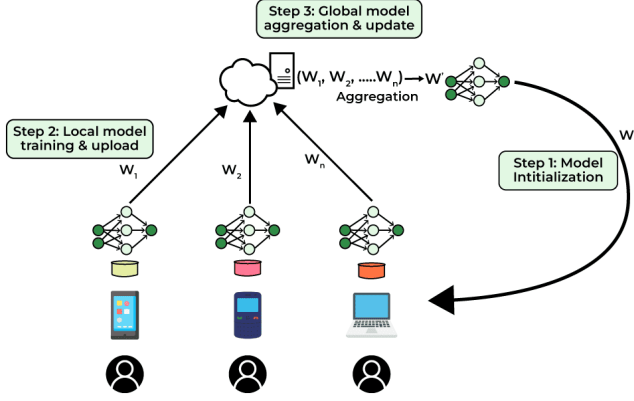 Step 3: Global model
aggregation & update
(W1, W2, .....Wn) → W'
Aggregation
Step 2: Local model
training & upload
W1
W2
Wn
W
Step 1: Model
Intitialization